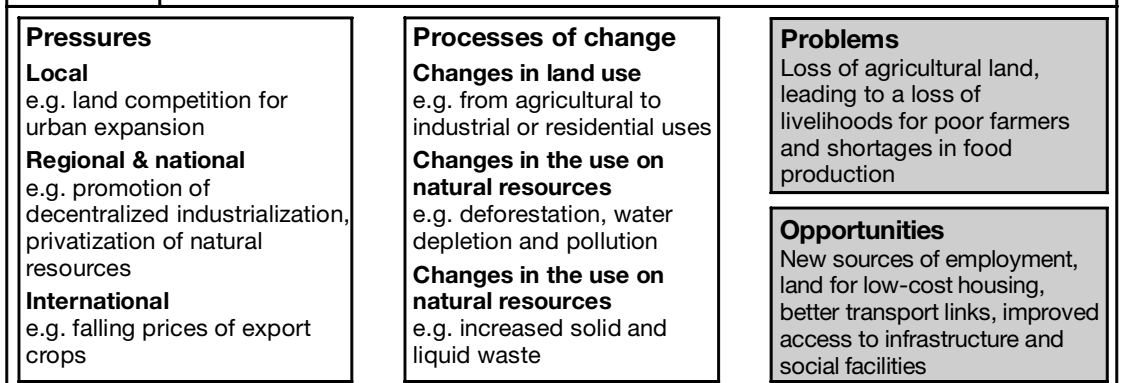 Pressures
Local
e.g. land competition for
urban expansion
Regional & national
e.g. promotion of
decentralized industrialization,
privatization of natural
resources
International
e.g. falling prices of export
crops
Processes of change
Changes in land use
e.g. from agricultural to
industrial or residential uses
Changes in the use on
natural resources
e.g. deforestation, water
depletion and pollution
Changes in the use on
natural resources
e.g. increased solid and
liquid waste
Problems
Loss of agricultural land,
leading to a loss of
livelihoods for poor farmers
and shortages in food
production
Opportunities
New sources of employment,
land for low-cost housing,
better transport links, improved
access to infrastructure and
social facilities